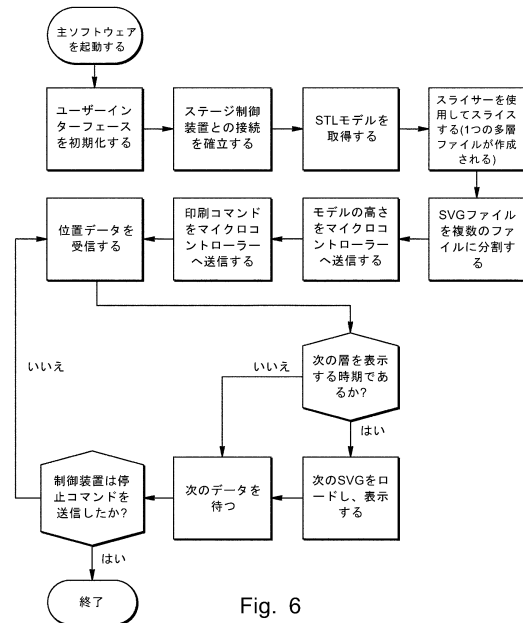 主ソフトウェア
を起動する
ユーザーイン
ターフェース
を初期化する
ステージ制御
装置との接続
を確立する
STLモデルを
取得する
スライサーを使
用してスライス
する(1つの多層
ファイルが作成
される)
SVGファイル
を複数のファ
イルに分割す
る
モデルの高さ
をマイクロコ
ントローラー
へ送信する
印刷コマンド
をマイクロコ
ントローラー
へ送信する
位置データを
受信する
次の層を表示
する時期であ
るか?
いいえ
はい
次のSVGをロ
ードし、表示
する
次のデータを
待つ
制御装置は停
止コマンドを
送信したか?
いいえ
はい
終了
Fig. 6